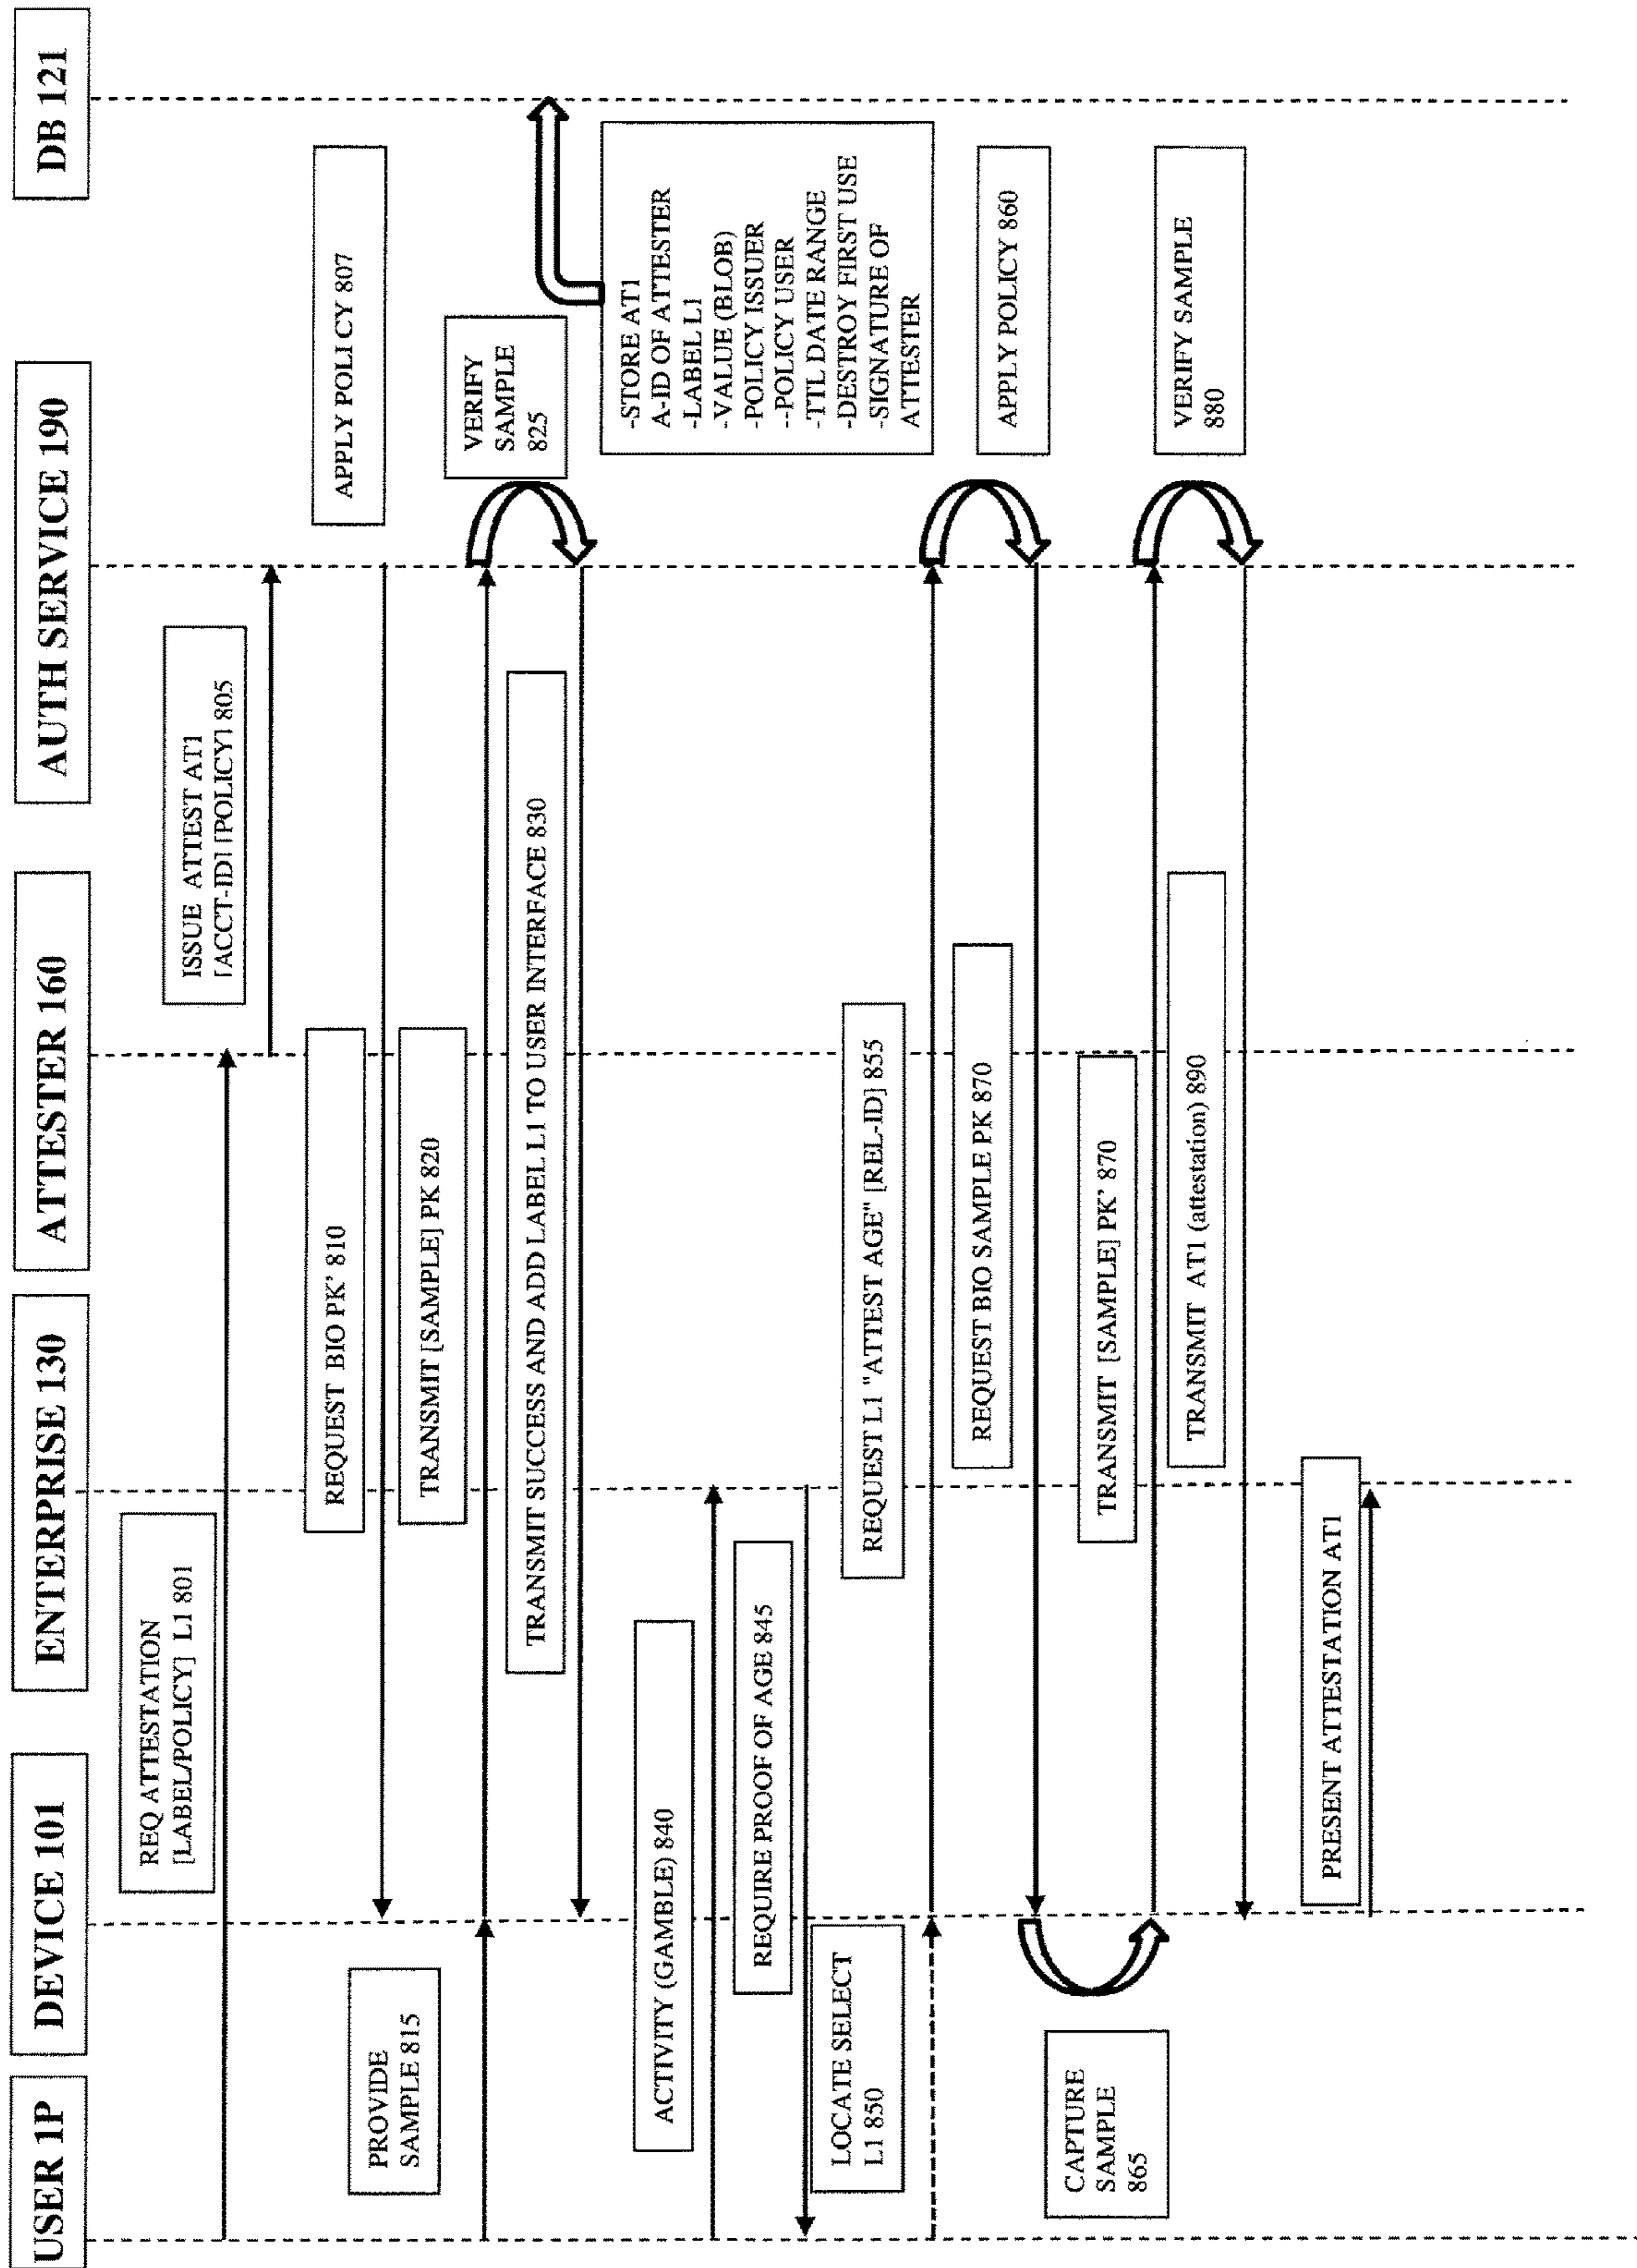 USER 1P
DEVICE 101
ENTERPRISE 130
ATTESTER 160
AUTH SERVICE 190
DB 121
REQ ATTESTATION
[LABEL/POLICY] L1 801
ISSUE ATTEST AT1
[ACCT-ID] [POLICY] 805
APPLY POLICY 807
REQUEST BIO PK' 810
PROVIDE
SAMPLE 815
TRANSMIT [SAMPLE] PK 820
VERIFY
SAMPLE
825
TRANSMIT SUCCESS AND ADD LABEL L1 TO USER INTERFACE 830
-STORE AT1
A-ID OF ATTESTER
-LABEL L1
-VALUE (BLOB)
-POLICY ISSUER
-POLICY USER
-TTL DATE RANGE
-DESTROY FIRST USE
-SIGNATURE OF
ATTESTER
ACTIVITY (GAMBLE) 840
REQUIRE PROOF OF AGE 845
LOCATE SELECT
L1 850
REQUEST L1 "ATTEST AGE" [REL-ID] 855
APPLY POLICY 860
REQUEST BIO SAMPLE PK 870
CAPTURE
SAMPLE
865
TRANSMIT [SAMPLE] PK' 870
VERIFY SAMPLE
880
TRANSMIT AT1 (attestation) 890
PRESENT ATTESTATION AT1